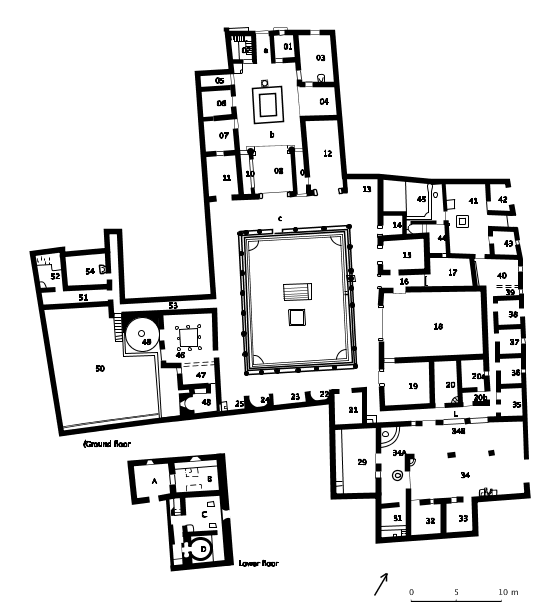 a 01
03
05
06 04
07 b
12
11 10 08
13 45 41 42
c 14
44 43
15
52 54 17 40
16
51 39
53 38
18
49 37
50 46
47 19 20 20a 36
20b
48 25 24 23 22 21 35
L
34B
(Ground floor
34A
29 34
A B
C 31 32 33
D
Lower floor
0 5 10 m